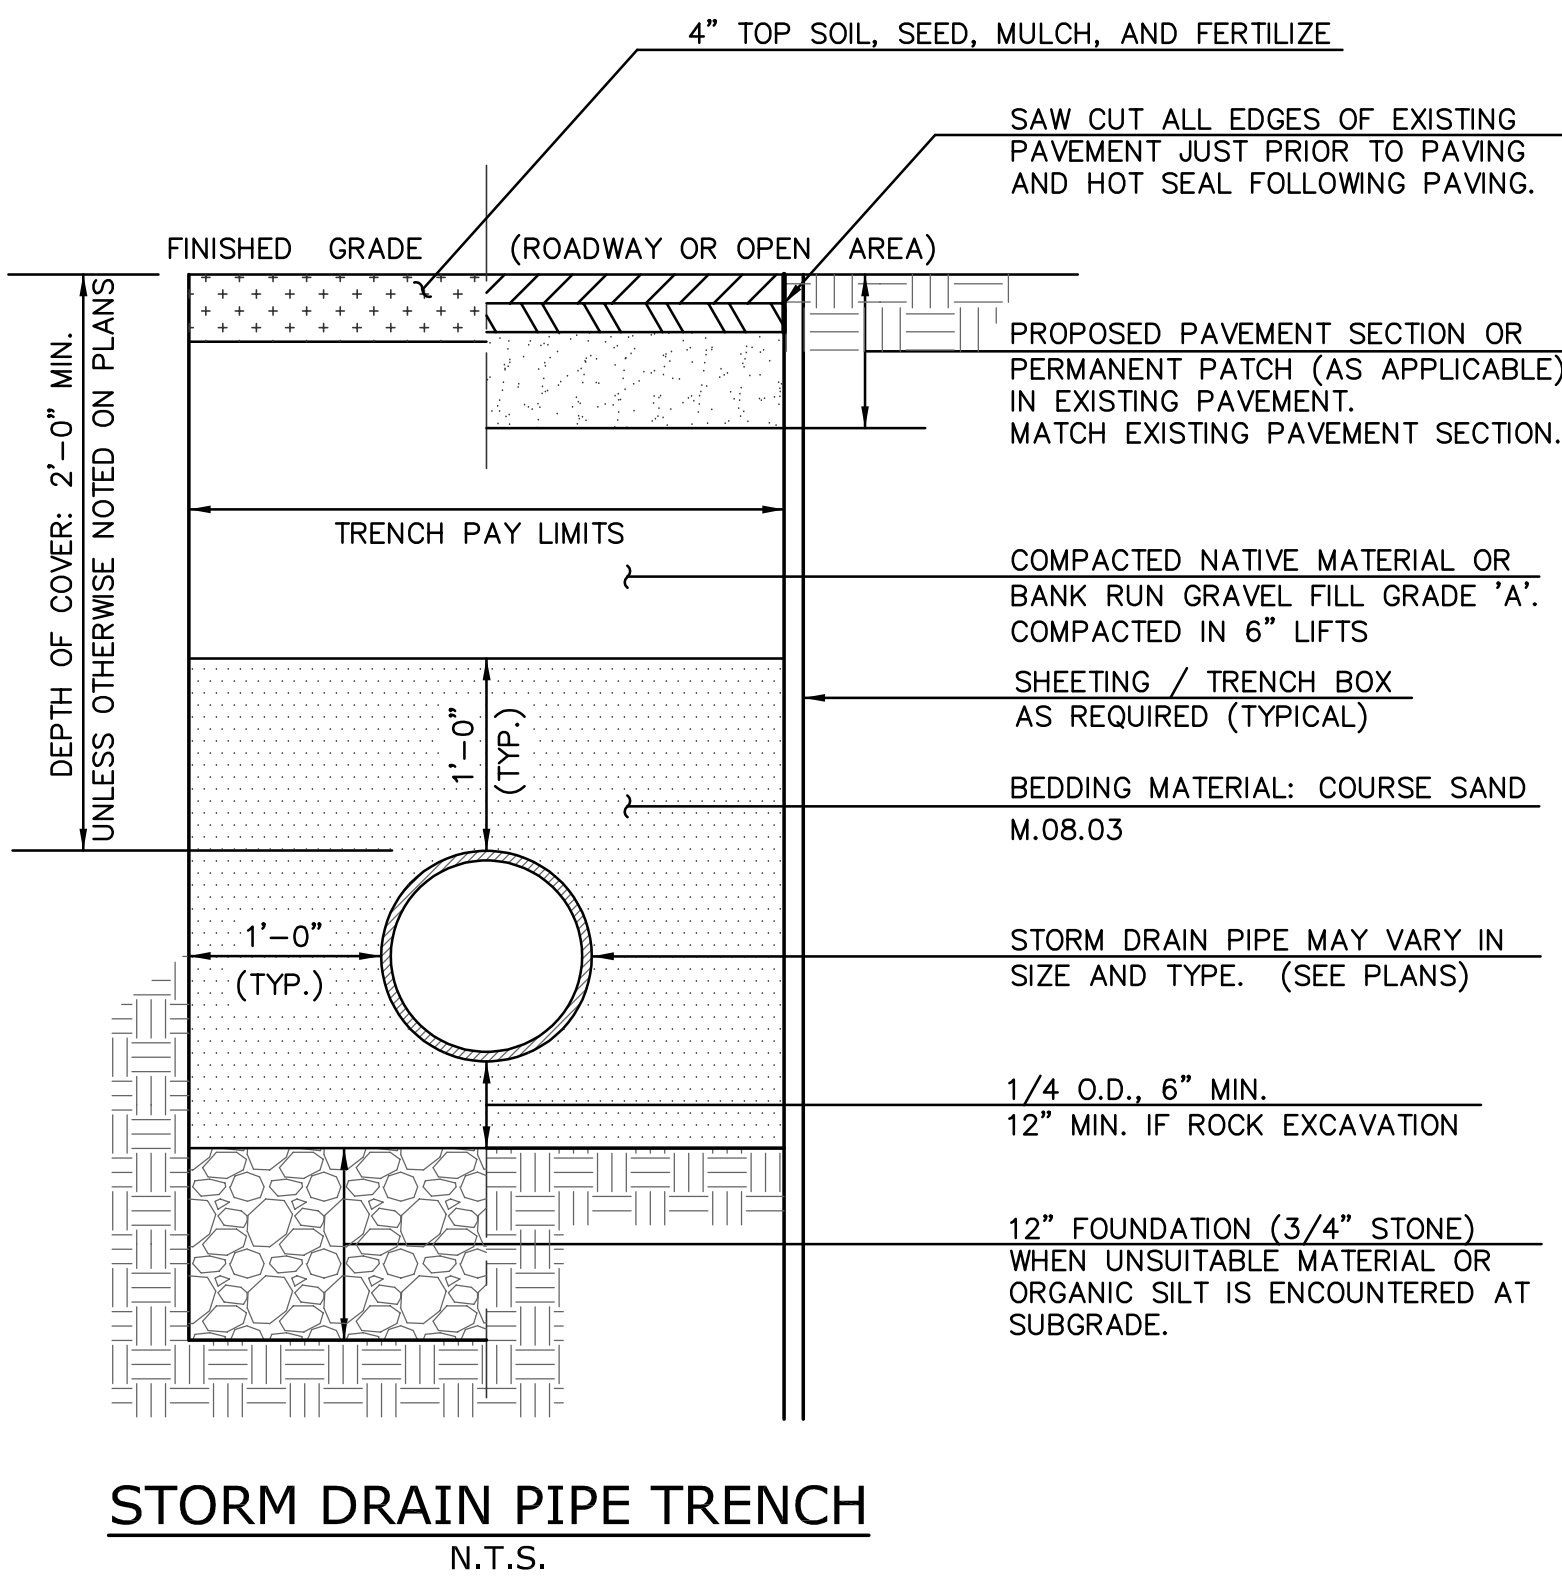 4” TOP SOIL, SEED, MULCH, AND FERTILIZE
SAW CUT ALL EDGES OF EXISTING
PAVEMENT JUST PRIOR TO PAVING
AND HOT SEAL FOLLOWING PAVING.
FINISHED GRADE (ROADWAY OR OPEN AREA)
DEPTH OF COVER: 2'-0” MIN.
UNLESS OTHERWISE NOTED ON PLANS
PROPOSED PAVEMENT SECTION OR
PERMANENT PATCH (AS APPLICABLE)
IN EXISTING PAVEMENT.
MATCH EXISTING PAVEMENT SECTION.
TRENCH PAY LIMITS
COMPACTED NATIVE MATERIAL OR
BANK RUN GRAVEL FILL GRADE 'A'.
COMPACTED IN 6” LIFTS
SHEETING / TRENCH BOX
AS REQUIRED (TYPICAL)
1'-0”
(TYP.)
BEDDING MATERIAL: COURSE SAND
M.08.03
1'-0”
(TYP.)
STORM DRAIN PIPE MAY VARY IN
SIZE AND TYPE. (SEE PLANS)
1/4 O.D., 6” MIN.
12” MIN. IF ROCK EXCAVATION
12” FOUNDATION (3/4” STONE)
WHEN UNSUITABLE MATERIAL OR
ORGANIC SILT IS ENCOUNTERED AT
SUBGRADE.
STORM DRAIN PIPE TRENCH
N.T.S.